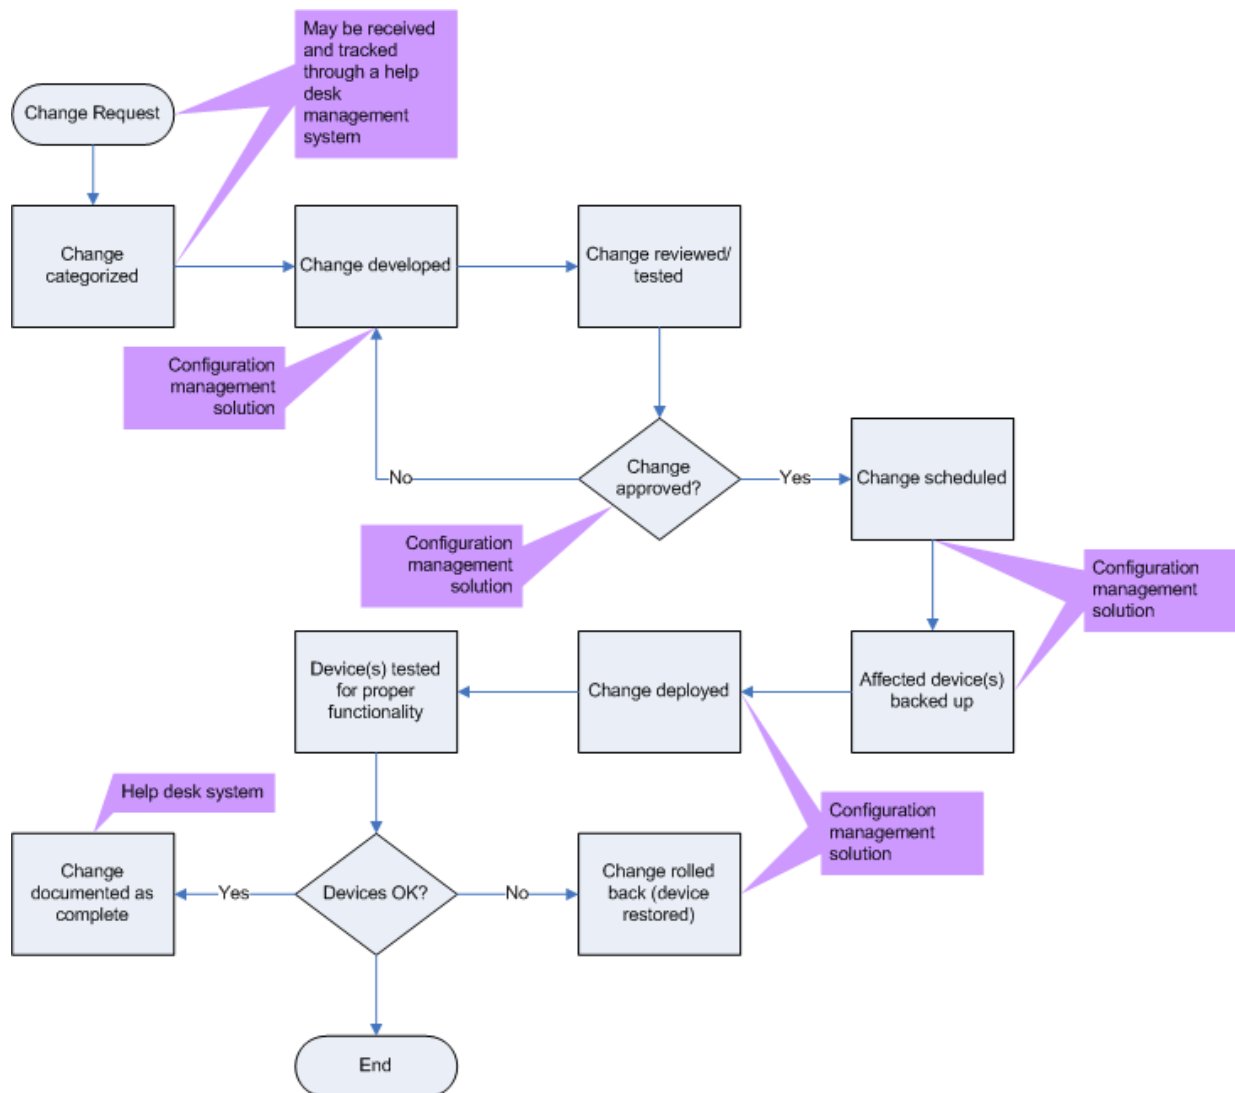 May be received
and tracked
through a help
desk
management
system
Change Request
Change
categorized
Change developed
Change reviewed/
tested
Configuration
management
solution
Change
approved?
No
Yes
Change scheduled
Configuration
management
solution
Configuration
management
solution
Device(s) tested
for proper
functionality
Change deployed
Affected device(s)
backed up
Help desk system
Configuration
management
solution
Change
documented as
complete
Yes
Devices OK?
No
Change rolled
back (device
restored)
End